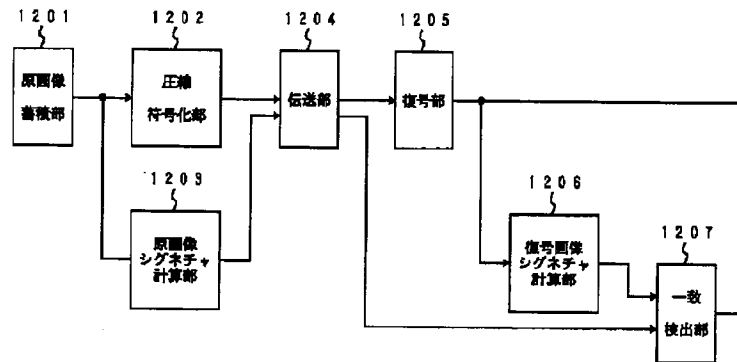 1201
1202
1204
1205
原画像
蓄積部
圧縮
符号化部
伝送部
復号部
1203
原画像
シグネチャ
計算部
1206
復号画像
シグネチャ
計算部
1207
一致
検出部